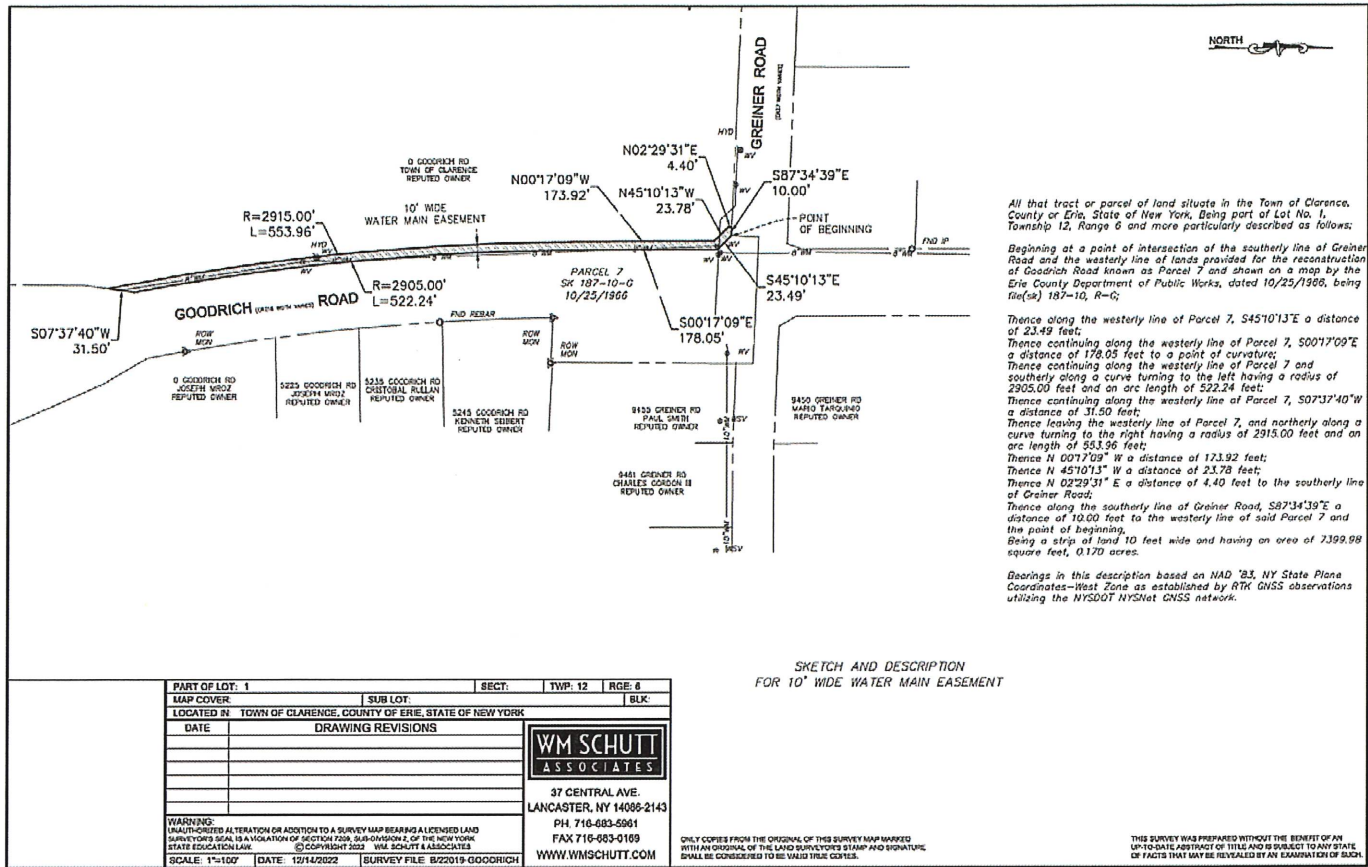 NORTH
GREINER ROAD
HYD
WV
N02°29'31"E
4.40'
S87°34'39"E
10.00'
0 GOODRICH RD
TOWN OF CLARENCE
REPUTED OWNER
N00°17'09"W
173.92'
N45°10'13"W
23.78'
WV
POINT
OF BEGINNING
R=2915.00'
L=553.96'
10' WIDE
WATER MAIN EASEMENT
FND IP
HYD
WV
WV
WV
WV
8" WM
8" WM
8" WM
R=2905.00'
L=522.24'
PARCEL 7
SK 187-10-G
10/25/1966
S45°10'13"E
23.49'
GOODRICH ROAD
S07°37'40"W
31.50'
FND REBAR
S00°17'09"E
178.05'
ROW
MON
ROW
MON
0 GOODRICH RD
JOSEPH MROZ
REPUTED OWNER
5225 GOODRICH RD
JOSEPH MROZ
REPUTED OWNER
5235 GOODRICH RD
CRISTOBAL RULLAN
REPUTED OWNER
5245 GOODRICH RD
KENNETH SEIBERT
REPUTED OWNER
9455 GREINER RD
PAUL SMITH
REPUTED OWNER
9450 GREINER RD
MARIO TARQUINIO
REPUTED OWNER
9461 GREINER RD
CHARLES GORDON III
REPUTED OWNER
All that tract or parcel of land situate in the Town of Clarence,
County or Erie, State of New York, Being part of Lot No. 1,
Township 12, Range 6 and more particularly described as follows;
Beginning at a point of intersection of the southerly line of Greiner
Road and the westerly line of lands provided for the reconstruction
of Goodrich Road known as Parcel 7 and shown on a map by the
Erie County Department of Public Works, dated 10/25/1966, being
file(sk) 187-10, R-G;
Thence along the westerly line of Parcel 7, S45°10'13"E a distance
of 23.49 feet;
Thence continuing along the westerly line of Parcel 7, S00°17'09"E
a distance of 178.05 feet to a point of curvature;
Thence continuing along the westerly line of Parcel 7 and
southerly along a curve turning to the left having a radius of
2905.00 feet and an arc length of 522.24 feet;
Thence continuing along the westerly line of Parcel 7, S07°37'40"W
a distance of 31.50 feet;
Thence leaving the westerly line of Parcel 7, and northerly along a
curve turning to the right having a radius of 2915.00 feet and an
arc length of 553.96 feet;
Thence N 00°17'09" W a distance of 173.92 feet;
Thence N 45°10'13" W a distance of 23.78 feet;
Thence N 02°29'31" E a distance of 4.40 feet to the southerly line
of Greiner Road;
Thence along the southerly line of Greiner Road, S87°34'39"E a
distance of 10.00 feet to the westerly line of said Parcel 7 and
the point of beginning,
Being a strip of land 10 feet wide and having an area of 7399.98
square feet, 0.170 acres.
Bearings in this description based on NAD '83, NY State Plane
Coordinates-West Zone as established by RTK GNSS observations
utilizing the NYSDOT NYSNet GNSS network.
SKETCH AND DESCRIPTION
FOR 10' WIDE WATER MAIN EASEMENT
PART OF LOT: 1 SECT: TWP: 12 RGE: 6
MAP COVER: SUB LOT: BLK:
LOCATED IN: TOWN OF CLARENCE, COUNTY OF ERIE, STATE OF NEW YORK
DATE DRAWING REVISIONS
WM SCHUTT
ASSOCIATES
37 CENTRAL AVE.
LANCASTER, NY 14086-2143
PH. 716-683-5961
FAX 716-683-0169
WWW.WMSCHUTT.COM
WARNING:
UNAUTHORIZED ALTERATION OR ADDITION TO A SURVEY MAP BEARING A LICENSED LAND
SURVEYOR'S SEAL IS A VIOLATION OF SECTION 7209, SUB-DIVISION 2, OF THE NEW YORK
STATE EDUCATION LAW. © COPYRIGHT 2022 WM. SCHUTT & ASSOCIATES
SCALE: 1"=100' DATE: 12/14/2022 SURVEY FILE: B/22019-GOODRICH
ONLY COPIES FROM THE ORIGINAL OF THIS SURVEY MAP MARKED
WITH AN ORIGINAL OF THE LAND SURVEYOR'S STAMP AND SIGNATURE
SHALL BE CONSIDERED TO BE VALID TRUE COPIES.
THIS SURVEY WAS PREPARED WITHOUT THE BENEFIT OF AN
UP-TO-DATE ABSTRACT OF TITLE AND IS SUBJECT TO ANY STATE
OF FACTS THAT MAY BE REVEALED BY AN EXAMINATION OF SUCH.